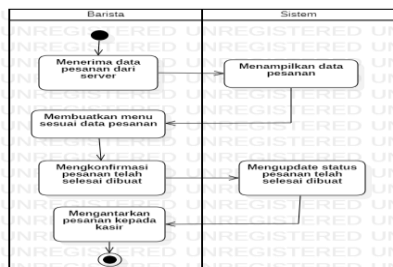 Barista
Sistem
Menerima data
pesanan dari
server
Menampilkan data
pesanan
Membuatkan menu
sesuai data pesanan
Mengkonfirmasi
pesanan telah
selesai dibuat
Mengupdate status
pesanan telah
selesai dibuat
Mengantarkan
pesanan kepada
kasir